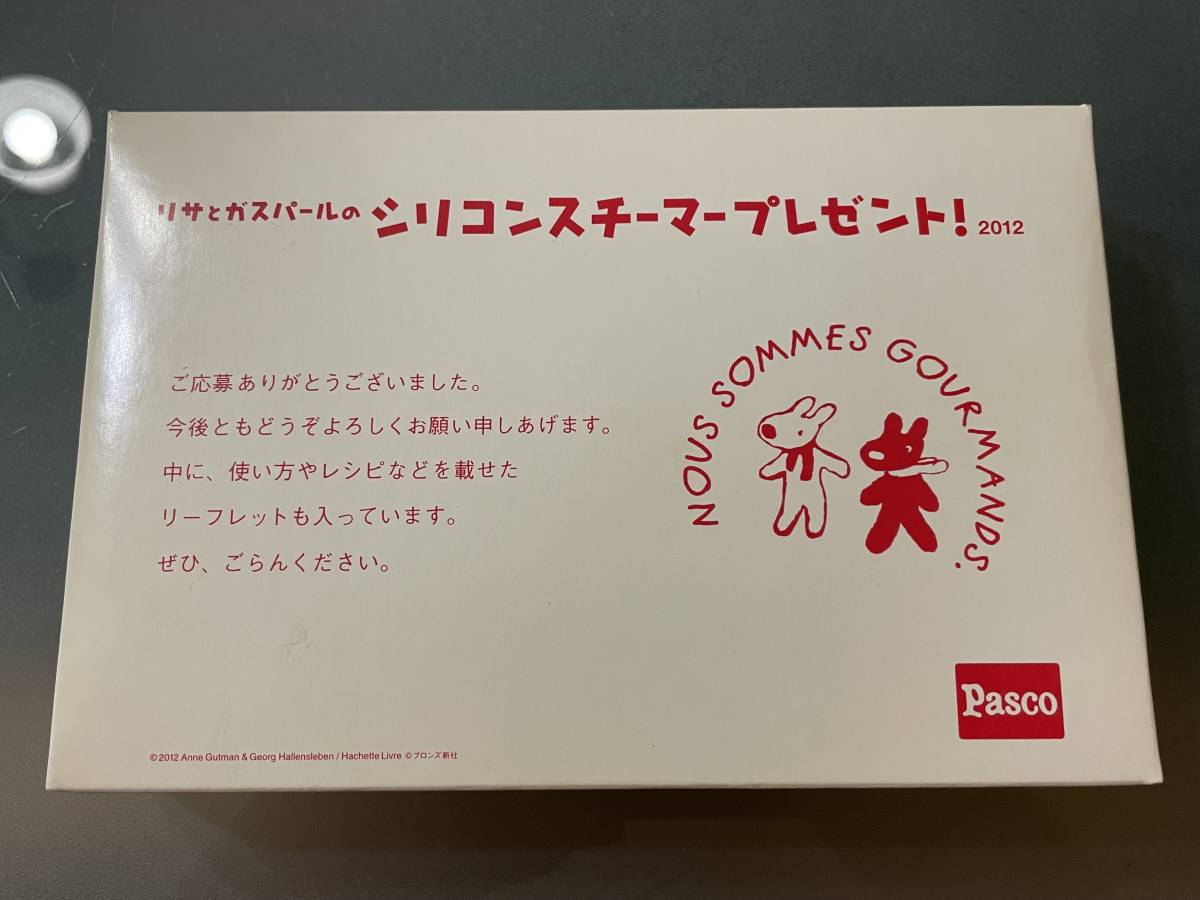 リサとガスパールの シリコンスチーマープレゼント! 2012
ご応募ありがとうございました。
今後ともどうぞよろしくお願い申しあげます。
中に、使い方やレシピなどを載せた
リーフレットも入っています。
ぜひ、ごらんください。
NOUS SOMMES GOURMANDS.
Pasco
© 2012 Anne Gutman & Georg Hallensleben / Hachette Livre ©ブロンズ新社